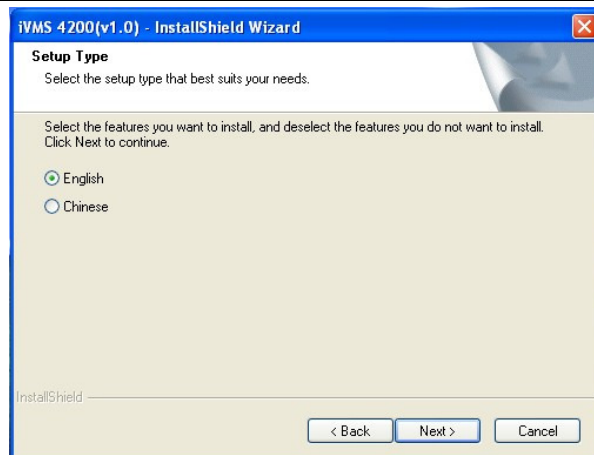 iVMS 4200(v1.0) - InstallShield Wizard
Setup Type
Select the setup type that best suits your needs.
Select the features you want to install, and deselect the features you do not want to install.
Click Next to continue.
English
Chinese
InstallShield
< Back
Next >
Cancel